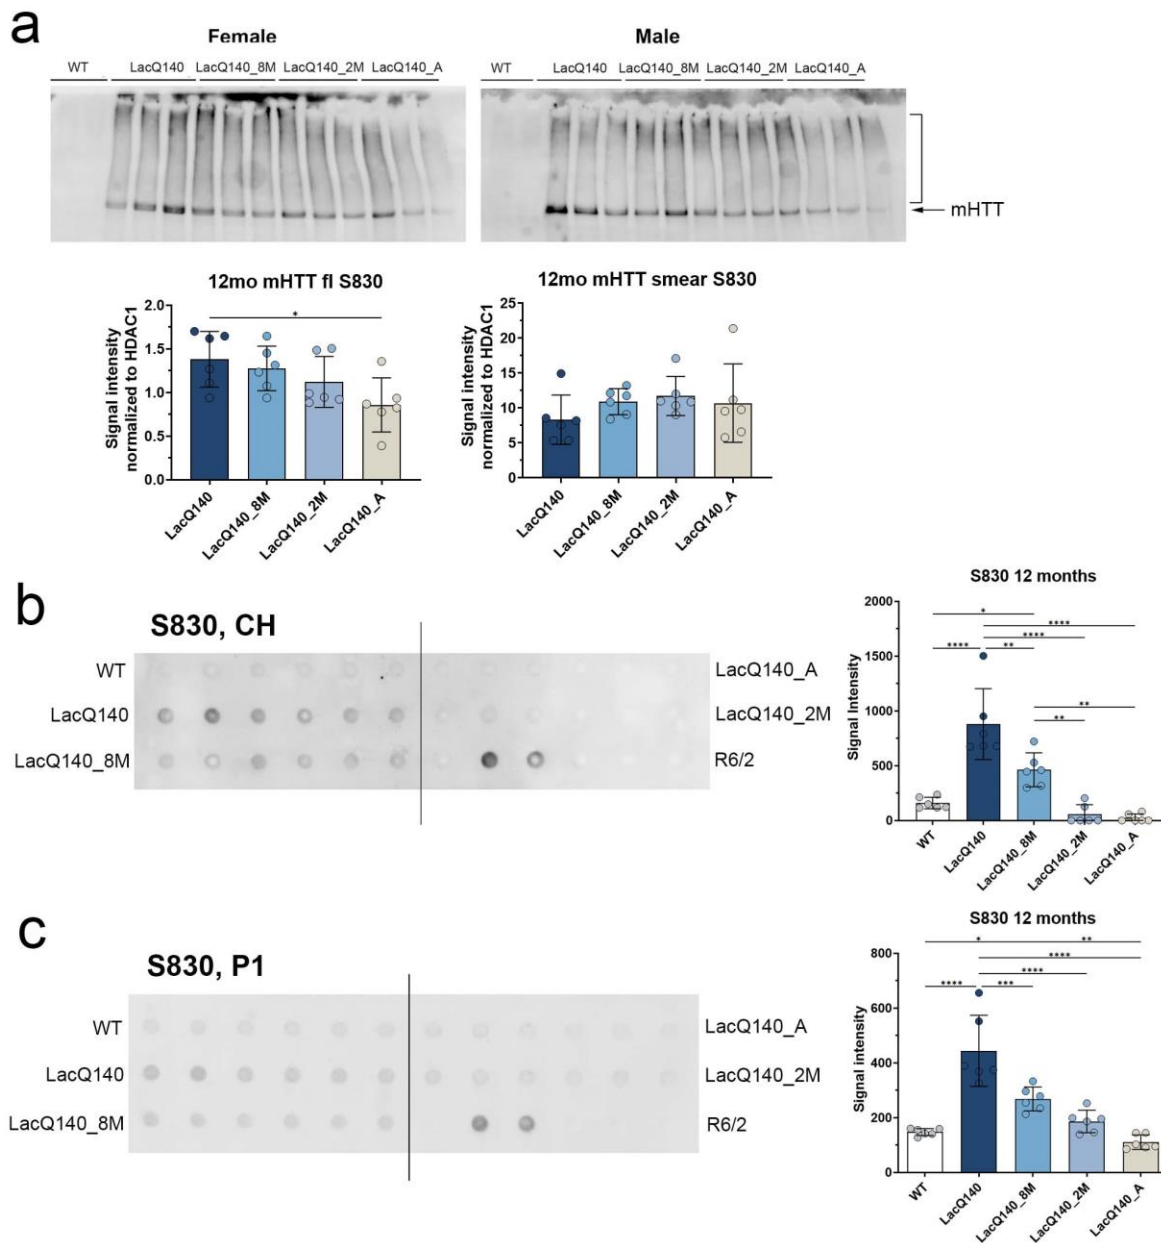 a
Female
Male
WT LacQ140 LacQ140_8M LacQ140_2M LacQ140_A
WT LacQ140 LacQ140_8M LacQ140_2M LacQ140_A
mHTT
12mo mHTT fl S830
Signal intensity
normalized to HDAC1
2.0
1.5
1.0
0.5
0.0
*
LacQ140
LacQ140_8M
LacQ140_2M
LacQ140_A
12mo mHTT smear S830
Signal intensity
normalized to HDAC1
25
20
15
10
5
0
LacQ140
LacQ140_8M
LacQ140_2M
LacQ140_A
b
S830, CH
WT
LacQ140
LacQ140_8M
LacQ140_A
LacQ140_2M
R6/2
S830 12 months
Signal Intensity
2000
1500
1000
500
0
*
****
****
**** **
**
**
WT
LacQ140
LacQ140_8M
LacQ140_2M
LacQ140_A
c
S830, P1
WT
LacQ140
LacQ140_8M
LacQ140_A
LacQ140_2M
R6/2
S830 12 months
Signal intensity
800
600
400
200
0
* **
****
****
**** ***
WT
LacQ140
LacQ140_8M
LacQ140_2M
LacQ140_A